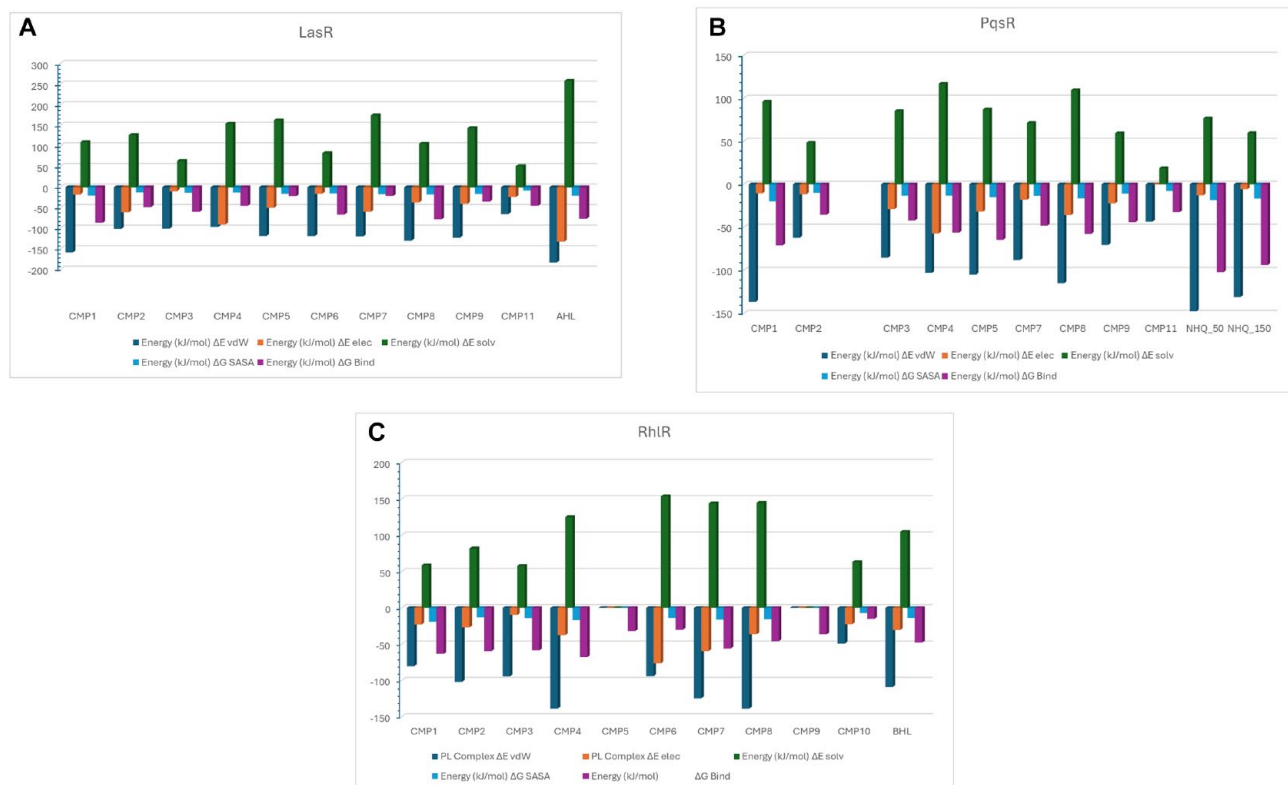 A
LasR
300
250
200
150
100
50
0
-50
-100
-150
-200
CMP1 CMP2 CMP3 CMP4 CMP5 CMP6 CMP7 CMP8 CMP9 CMP11 AHL
Energy (kJ/mol) ΔE vdW Energy (kJ/mol) ΔE elec Energy (kJ/mol) ΔE solv
Energy (kJ/mol) ΔG SASA Energy (kJ/mol) ΔG Bind
B
PqsR
150
100
50
0
-50
-100
-150
CMP1 CMP2 CMP3 CMP4 CMP5 CMP7 CMP8 CMP9 CMP11 NHQ_50 NHQ_150
Energy (kJ/mol) ΔE vdW Energy (kJ/mol) ΔE elec Energy (kJ/mol) ΔE solv
Energy (kJ/mol) ΔG SASA Energy (kJ/mol) ΔG Bind
C
RhlR
200
150
100
50
0
-50
-100
-150
CMP1 CMP2 CMP3 CMP4 CMP5 CMP6 CMP7 CMP8 CMP9 CMP10 BHL
PL Complex ΔE vdW PL Complex ΔE elec Energy (kJ/mol) ΔE solv
Energy (kJ/mol) ΔG SASA Energy (kJ/mol) ΔG Bind